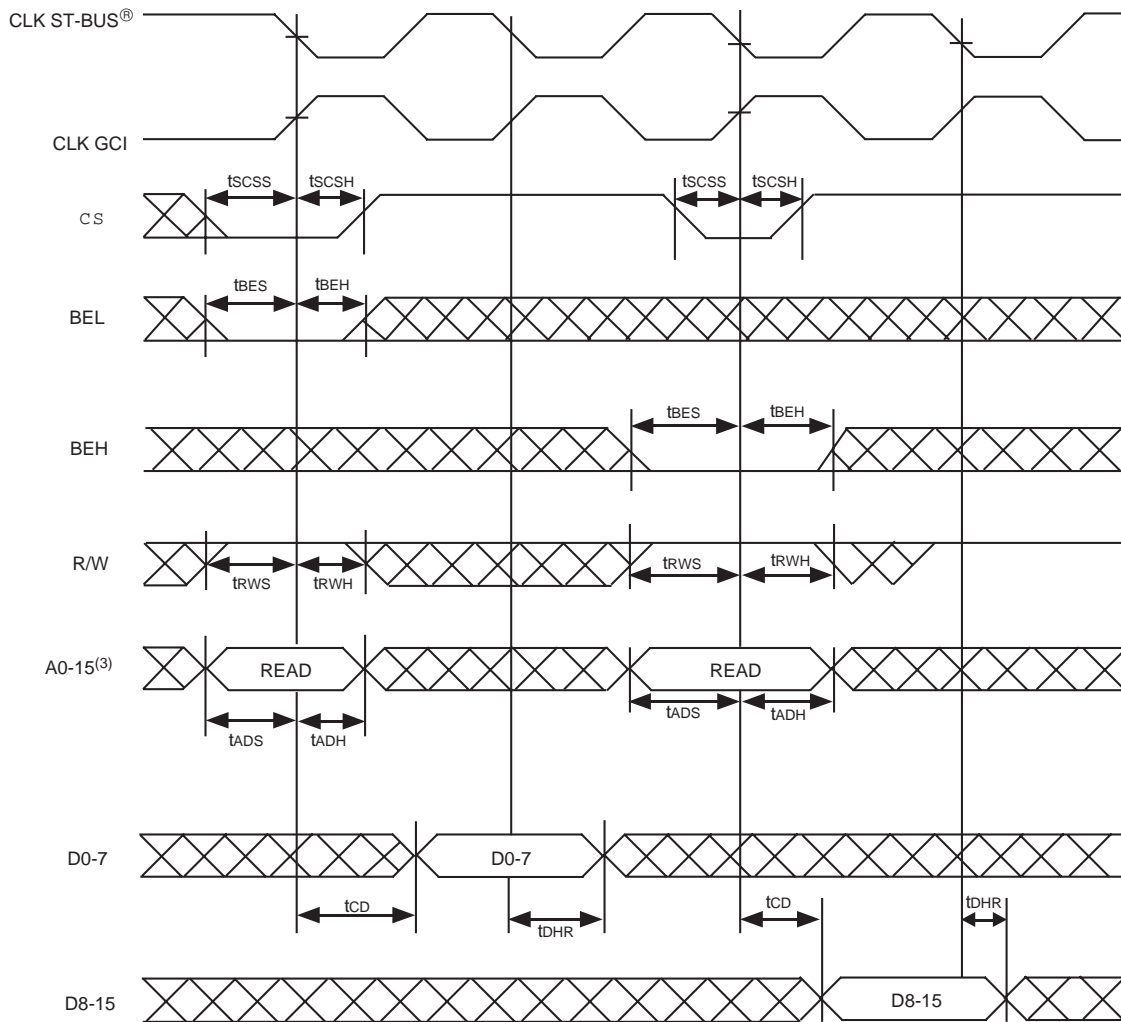 CLK ST-BUS®
CLK GCI
tSCSS tSCSH tSCSS tSCSH
CS
tBES tBEH
BEL
tBES tBEH
BEH
R/W
tRWS tRWH tRWS tRWH
A0-15(3) READ READ
tADS tADH tADS tADH
D0-7 D0-7
tCD tDHR tCD tDHR
D8-15 D8-15